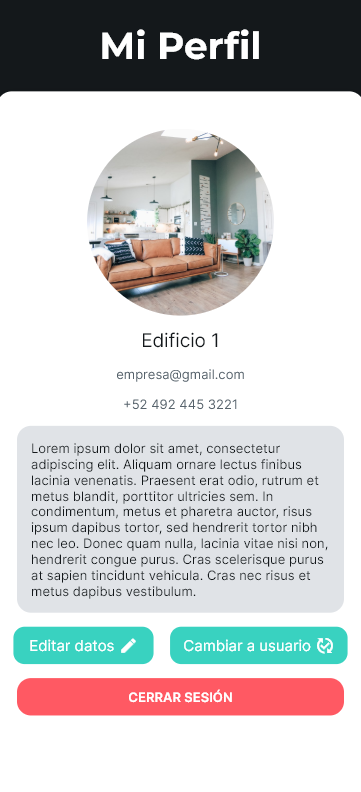 Mi Perfil
Edificio 1
empresa@gmail.com
+52 492 445 3221
Lorem ipsum dolor sit amet, consectetur
adipiscing elit. Aliquam ornare lectus finibus
lacinia venenatis. Praesent erat odio, rutrum et
metus blandit, porttitor ultricies sem. In
condimentum, metus et pharetra auctor, risus
ipsum dapibus tortor, sed hendrerit tortor nibh
nec leo. Donec quam nulla, lacinia vitae nisi non,
hendrerit congue purus. Cras scelerisque purus
at sapien tincidunt vehicula. Cras nec risus et
metus dapibus vestibulum.
Editar datos
Cambiar a usuario
CERRAR SESIÓN